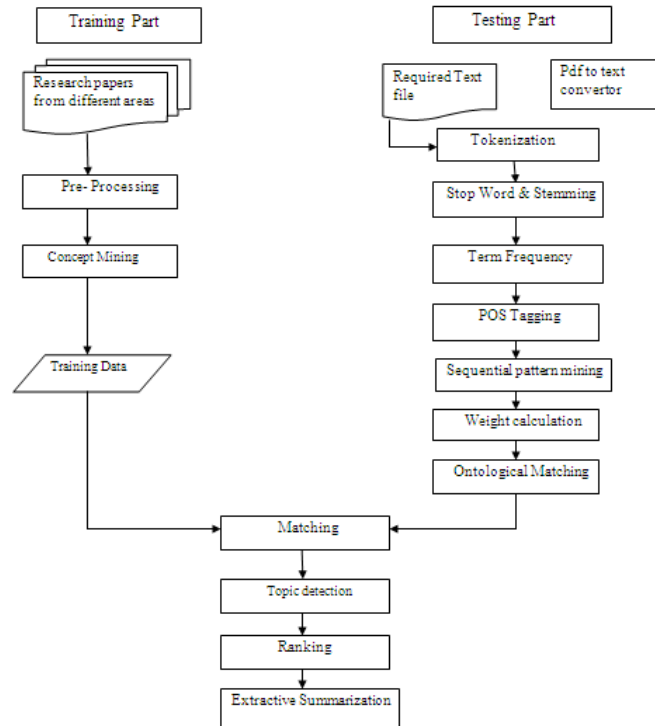 Training Part
Testing Part
Research papers
from different areas
Required Text
file
Pdf to text
convertor
Tokenization
Pre- Processing
Stop Word & Stemming
Concept Mining
Term Frequency
POS Tagging
Training Data
Sequential pattern mining
Weight calculation
Ontological Matching
Matching
Topic detection
Ranking
Extractive Summarization